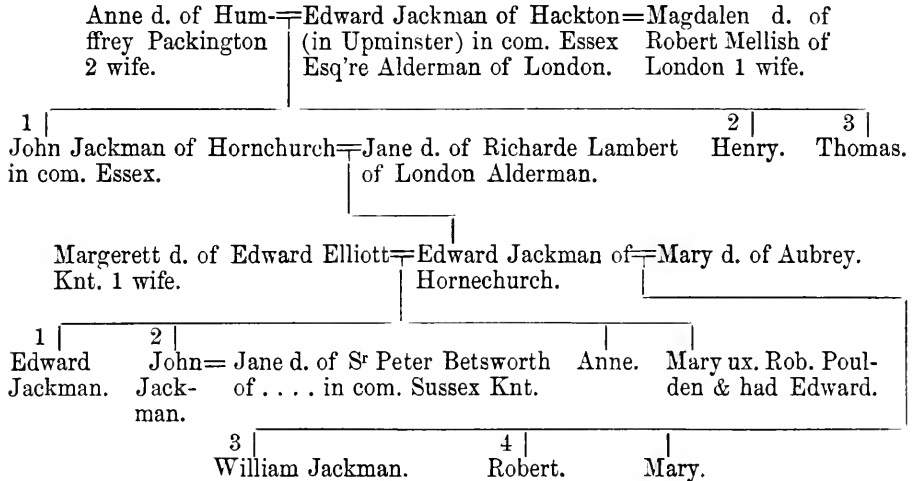 Anne d. of Hum-=Edward Jackman of Hackton=Magdalen d. of
ffrey Packington (in Upminster) in com. Essex Robert Mellish of
2 wife. Esq're Alderman of London. London 1 wife.
1 2 3
John Jackman of Hornchurch=Jane d. of Richarde Lambert Henry. Thomas.
in com. Essex. of London Alderman.
Margerett d. of Edward Elliott=Edward Jackman of=Mary d. of Aubrey.
Knt. 1 wife. Hornechurch.
1 2
Edward John= Jane d. of Sr Peter Betsworth Anne. Mary ux. Rob. Poul-
Jackman. Jack- of .... in com. Sussex Knt. den & had Edward.
man.
3 4
William Jackman. Robert. Mary.